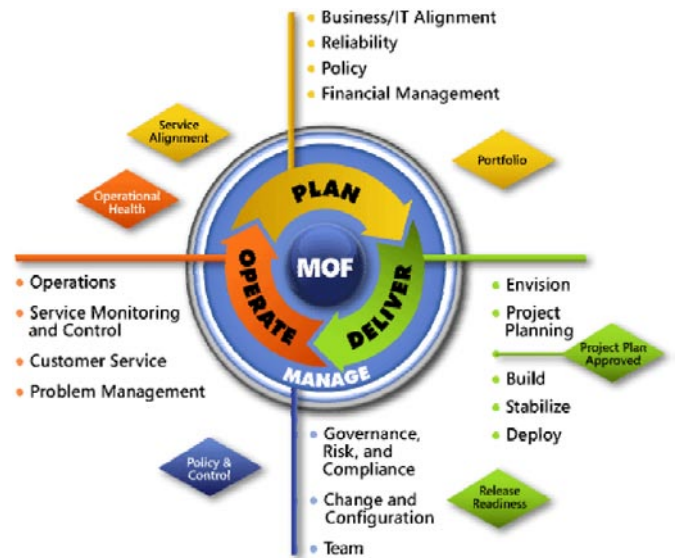 Business/IT Alignment
Reliability
Policy
Financial Management
Service
Alignment
Portfolio
Operational
Health
PLAN
OPERATE
MOF
DELIVER
MANAGE
Operations
Service Monitoring
and Control
Customer Service
Problem Management
Envision
Project
Planning
Project Plan
Approved
Build
Stabilize
Deploy
Policy &
Control
Governance,
Risk, and
Compliance
Change and
Configuration
Team
Release
Readiness